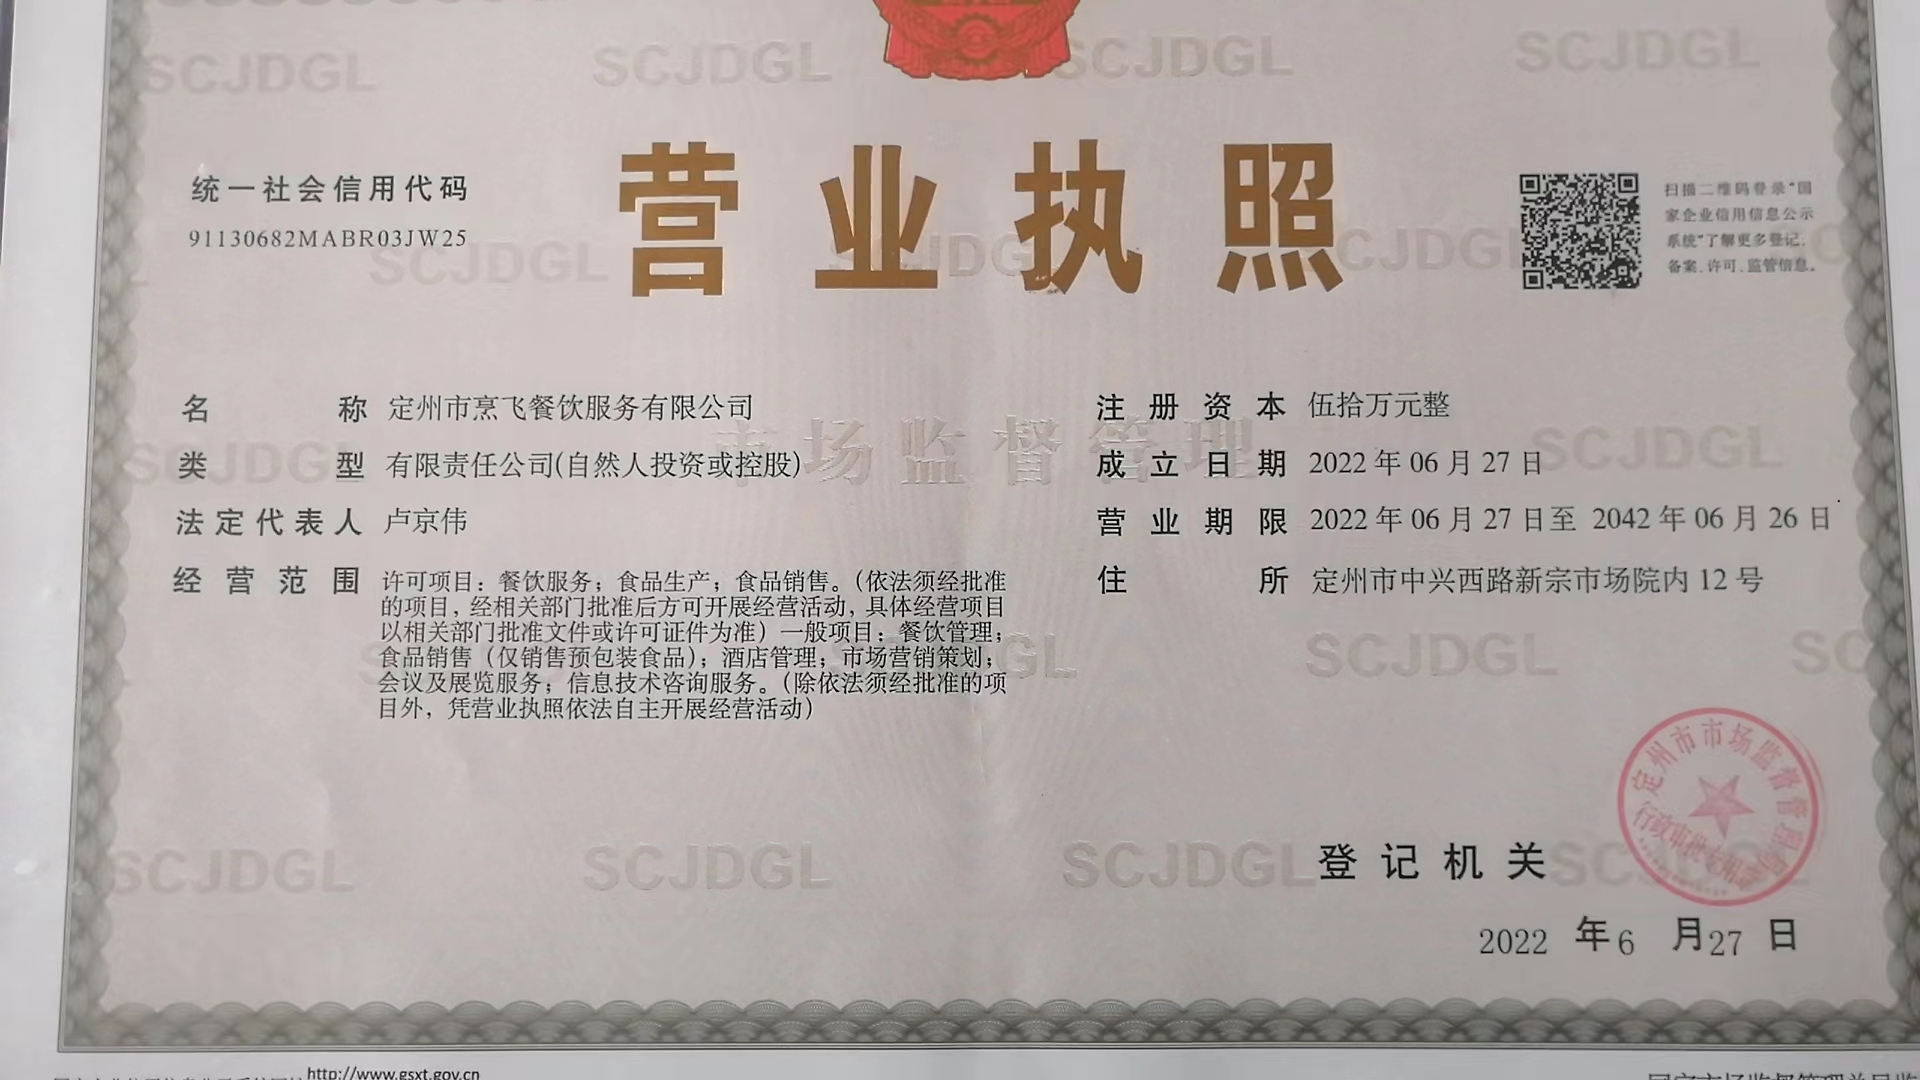 营业执照
统一社会信用代码
91130682MABR03JW25
扫描二维码登录“国
家企业信用信息公示
系统”了解更多登记、
备案、许可、监管信息。
名称 定州市烹飞餐饮服务有限公司
类型 有限责任公司(自然人投资或控股)
法定代表人 卢京伟
经营范围 许可项目：餐饮服务；食品生产；食品销售。（依法须经批准
的项目，经相关部门批准后方可开展经营活动，具体经营项目
以相关部门批准文件或许可证件为准）一般项目：餐饮管理；
食品销售（仅销售预包装食品）；酒店管理；市场营销策划；
会议及展览服务；信息技术咨询服务。（除依法须经批准的项
目外，凭营业执照依法自主开展经营活动）
注册资本 伍拾万元整
成立日期 2022年06月27日
营业期限 2022年06月27日至 2042年06月26日
住所 定州市中兴西路新宗市场院内12号
市场监督管理
SCJDGL
登记机关
定州市市场监督管理局
行政审批专用章
2022 年 6 月 27 日
http://www.gsxt.gov.cn